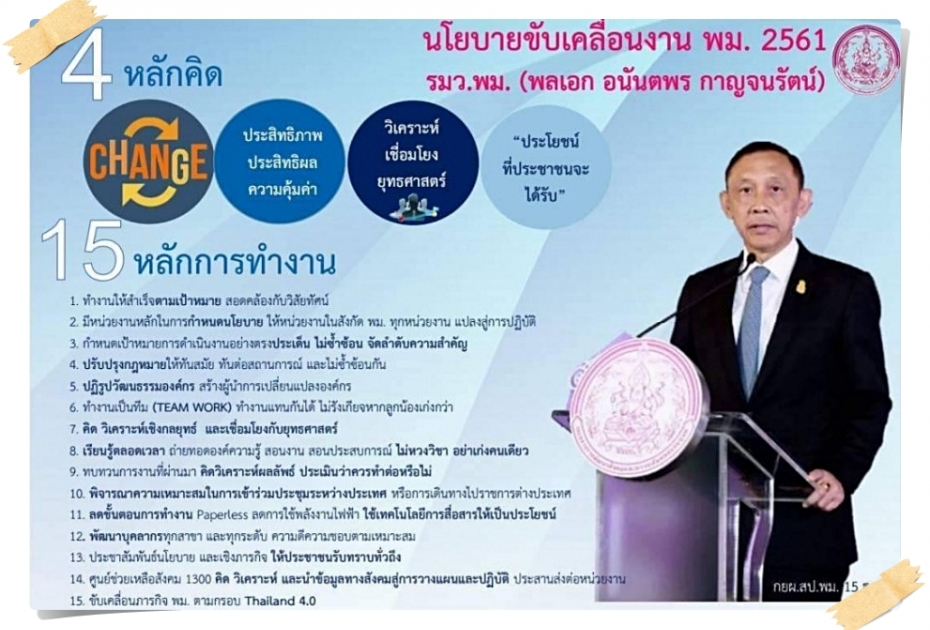 4 หลักคิด
นโยบายขับเคลื่อนงาน พม. 2561
รมว.พม. (พลเอก อนันตพร กาญจนรัตน์)
CHANGE
ประสิทธิภาพ
ประสิทธิผล
ความคุ้มค่า
วิเคราะห์
เชื่อมโยง
ยุทธศาสตร์
“ประโยชน์
ที่ประชาชนจะ
ได้รับ”
15 หลักการทำงาน
1. ทำงานให้สำเร็จตามเป้าหมาย สอดคล้องกับวิสัยทัศน์
2. มีหน่วยงานหลักในการกำหนดนโยบาย ให้หน่วยงานในสังกัด พม. ทุกหน่วยงาน แปลงสู่การปฏิบัติ
3. กำหนดเป้าหมายการดำเนินงานอย่างตรงประเด็น ไม่ซ้ำซ้อน จัดลำดับความสำคัญ
4. ปรับปรุงกฎหมายให้ทันสมัย ทันต่อสถานการณ์ และไม่ซ้ำซ้อนกัน
5. ปฏิรูปวัฒนธรรมองค์กร สร้างผู้นำการเปลี่ยนแปลงองค์กร
6. ทำงานเป็นทีม (TEAM WORK) ทำงานแทนกันได้ ไม่รังเกียจหากลูกน้องเก่งกว่า
7. คิด วิเคราะห์เชิงกลยุทธ์ และเชื่อมโยงกับยุทธศาสตร์
8. เรียนรู้ตลอดเวลา ถ่ายทอดองค์ความรู้ สอนงาน สอนประสบการณ์ ไม่หวงวิชา อย่าเก่งคนเดียว
9. ทบทวนการงานที่ผ่านมา คิดวิเคราะห์ผลลัพธ์ ประเมินว่าควรทำต่อหรือไม่
10. พิจารณาความเหมาะสมในการเข้าร่วมประชุมระหว่างประเทศ หรือการเดินทางไปราชการต่างประเทศ
11. ลดขั้นตอนการทำงาน Paperless ลดการใช้พลังงานไฟฟ้า ใช้เทคโนโลยีการสื่อสารให้เป็นประโยชน์
12. พัฒนาบุคลากรทุกสาขา และทุกระดับ ความดีความชอบตามเหมาะสม
13. ประชาสัมพันธ์นโยบาย และเชิงภารกิจ ให้ประชาชนรับทราบทั่วถึง
14. ศูนย์ช่วยเหลือสังคม 1300 คิด วิเคราะห์ และนำข้อมูลทางสังคมสู่การวางแผนและปฏิบัติ ประสานส่งต่อหน่วยงาน
15. ขับเคลื่อนภารกิจ พม. ตามกรอบ Thailand 4.0
กยผ.สป.พม. 15